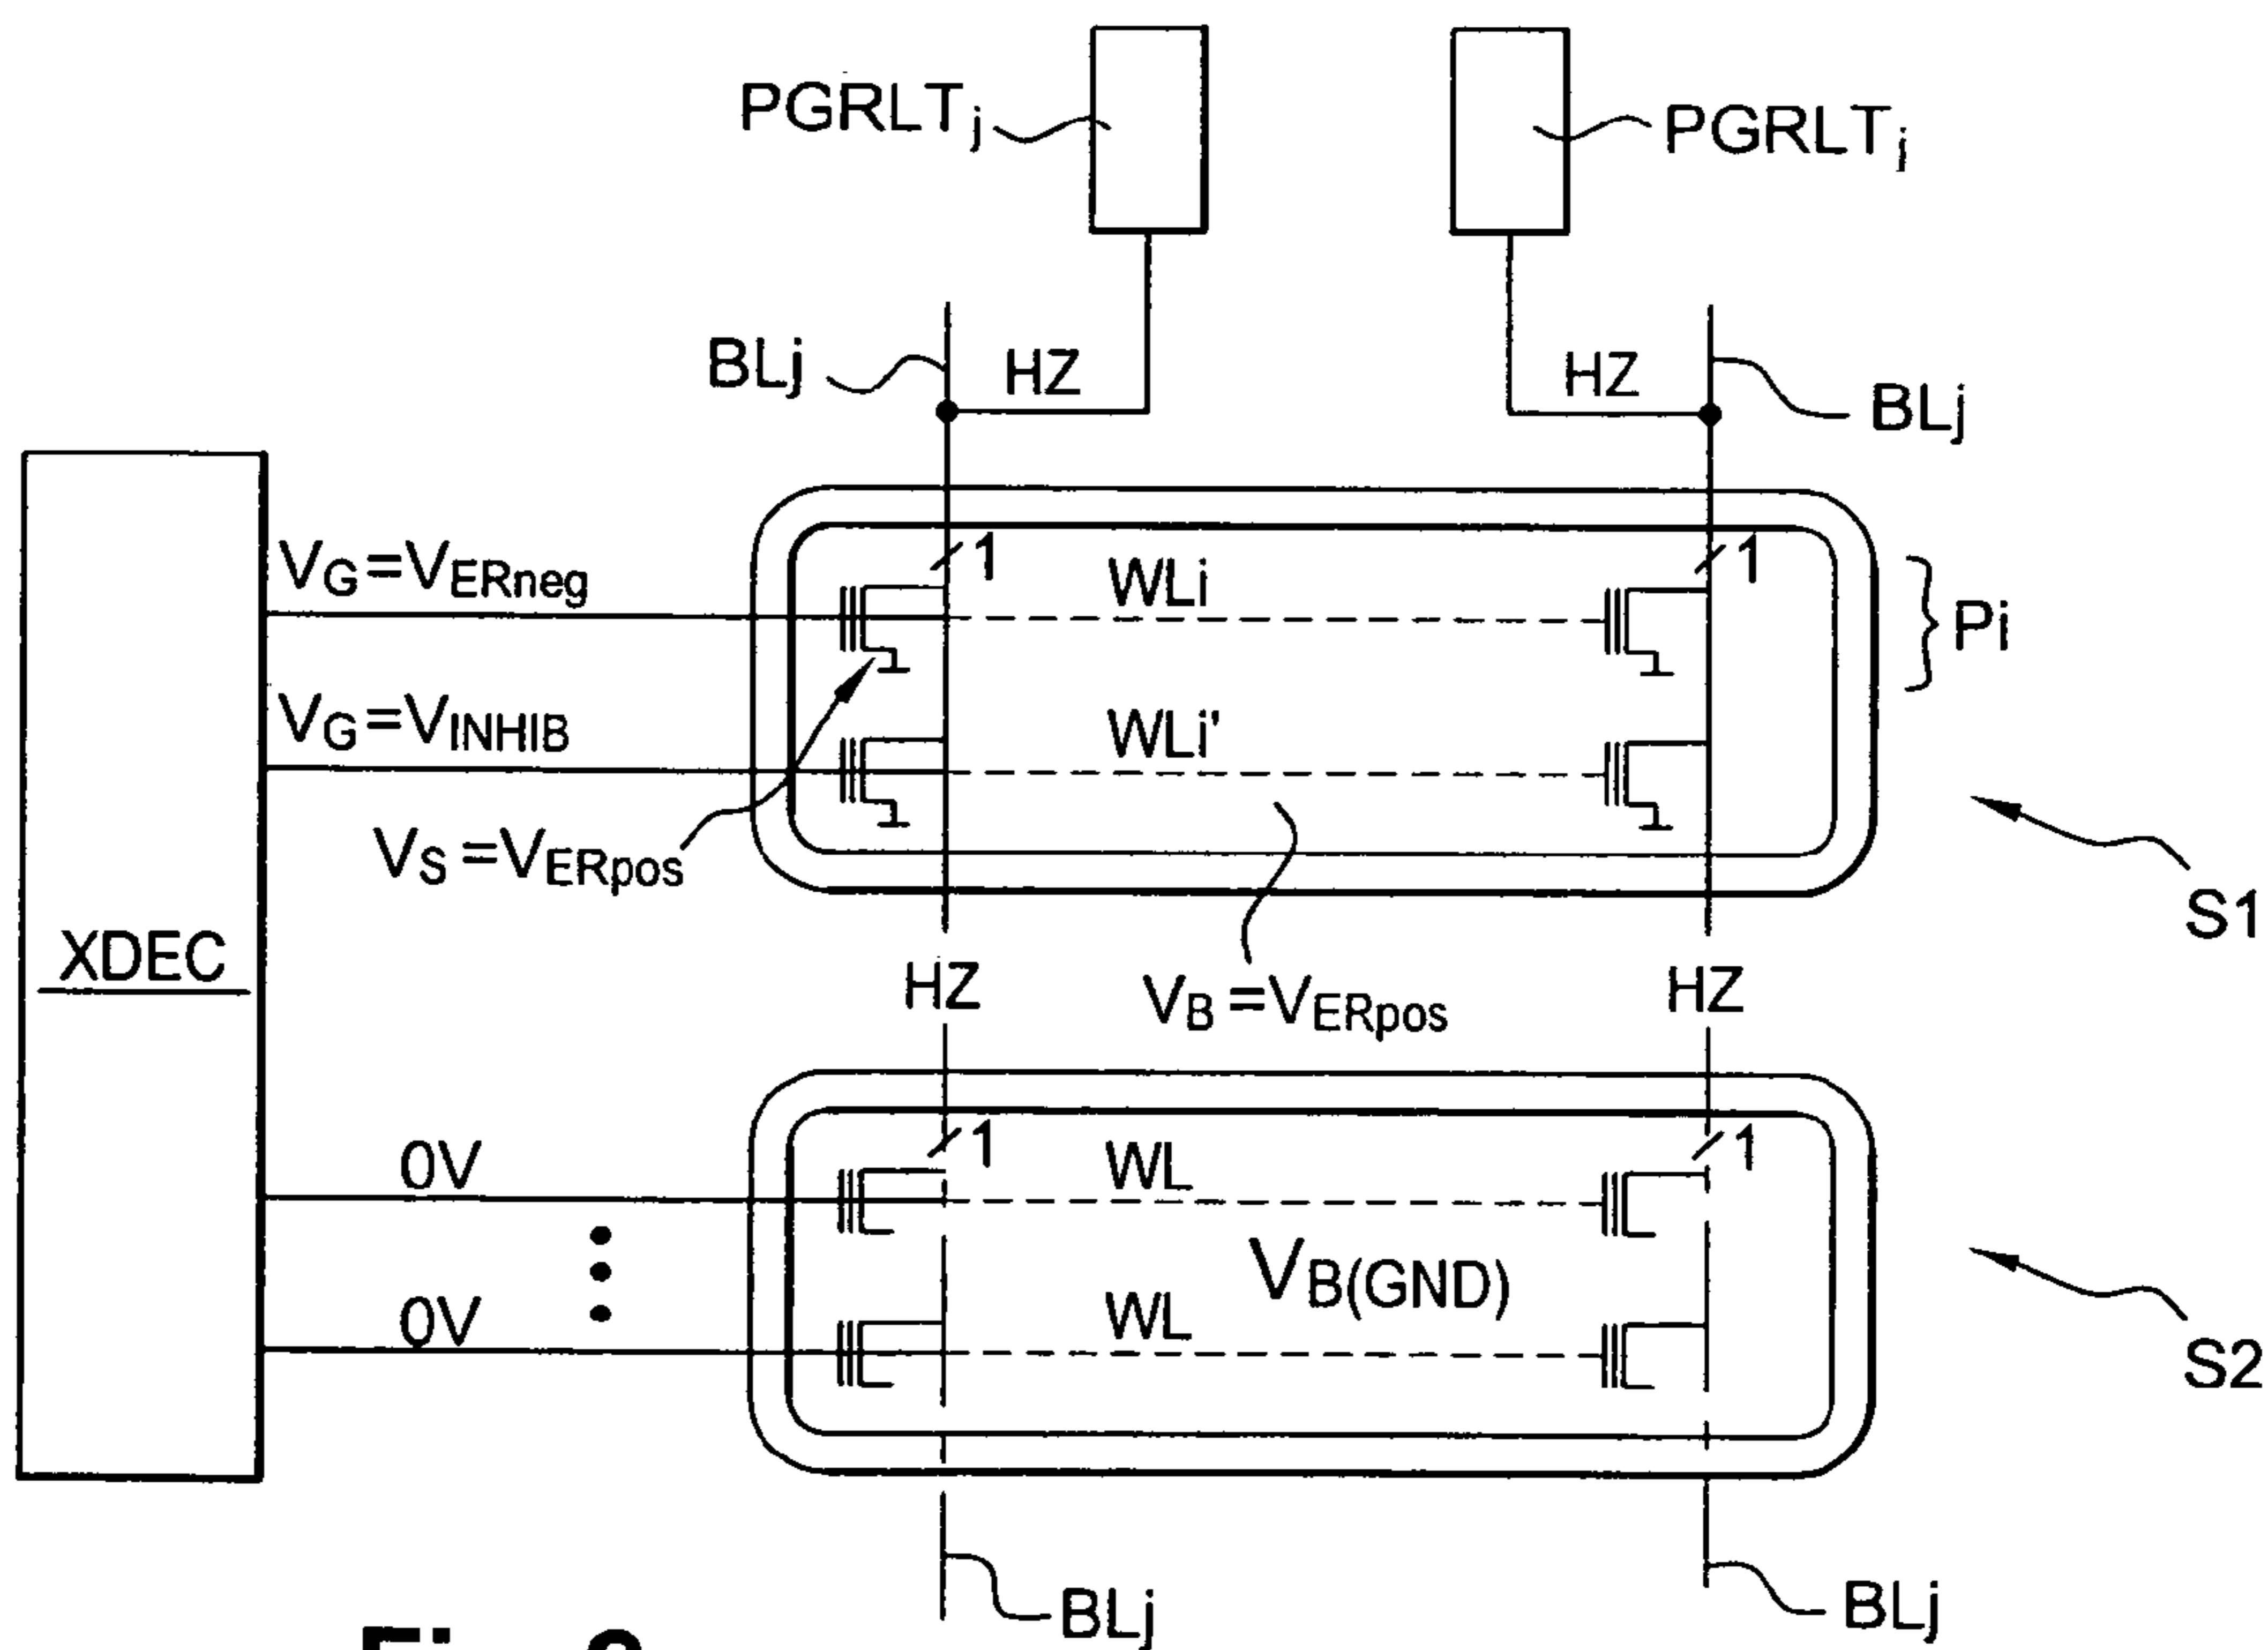 PGRLTj
PGRLTj
BLj
HZ
HZ
BLj
VG=VERneg
1
WLi
1
Pi
VG=VINHIB
WLi'
VS=VERpos
S1
XDEC
HZ
VB=VERpos
HZ
0V
1
WL
1
VB(GND)
0V
WL
S2
BLj
BLj